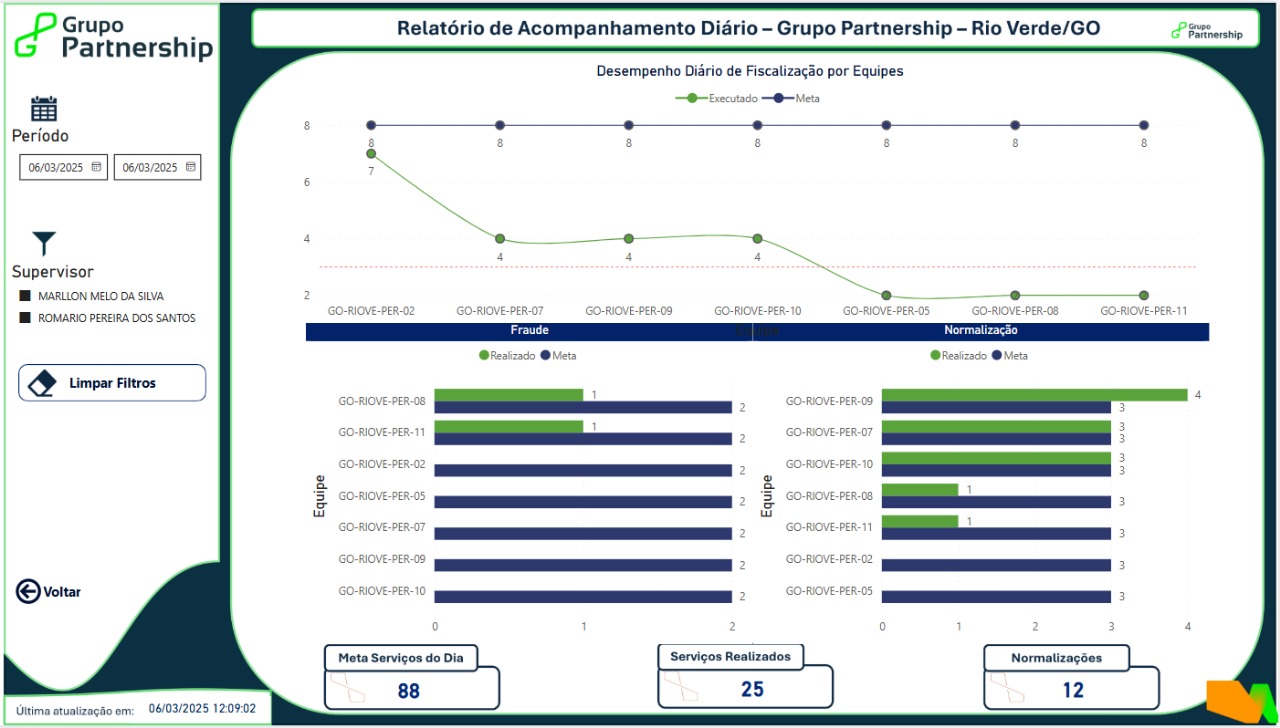 Grupo
Partnership
Relatório de Acompanhamento Diário – Grupo Partnership – Rio Verde/GO
Grupo
Partnership
Período
06/03/2025 06/03/2025
Supervisor
MARLLON MELO DA SILVA
ROMARIO PEREIRA DOS SANTOS
Limpar Filtros
Voltar
Última atualização em: 06/03/2025 12:09:02
Desempenho Diário de Fiscalização por Equipes
Executado Meta
8
6
4
2
8 8 8 8 8 8 8
7
4 4 4
GO-RIOVE-PER-02 GO-RIOVE-PER-07 GO-RIOVE-PER-09 GO-RIOVE-PER-10 GO-RIOVE-PER-05 GO-RIOVE-PER-08 GO-RIOVE-PER-11
Equipe
Fraude
Realizado Meta
Equipe
GO-RIOVE-PER-08 1
2
GO-RIOVE-PER-11 1
2
GO-RIOVE-PER-02 2
GO-RIOVE-PER-05 2
GO-RIOVE-PER-07 2
GO-RIOVE-PER-09 2
GO-RIOVE-PER-10 2
0 1 2
Normalização
Realizado Meta
Equipe
GO-RIOVE-PER-09 4
3
GO-RIOVE-PER-07 3
3
GO-RIOVE-PER-10 3
3
GO-RIOVE-PER-08 1
3
GO-RIOVE-PER-11 1
3
GO-RIOVE-PER-02 3
GO-RIOVE-PER-05 3
0 1 2 3 4
Meta Serviços do Dia
88
Serviços Realizados
25
Normalizações
12